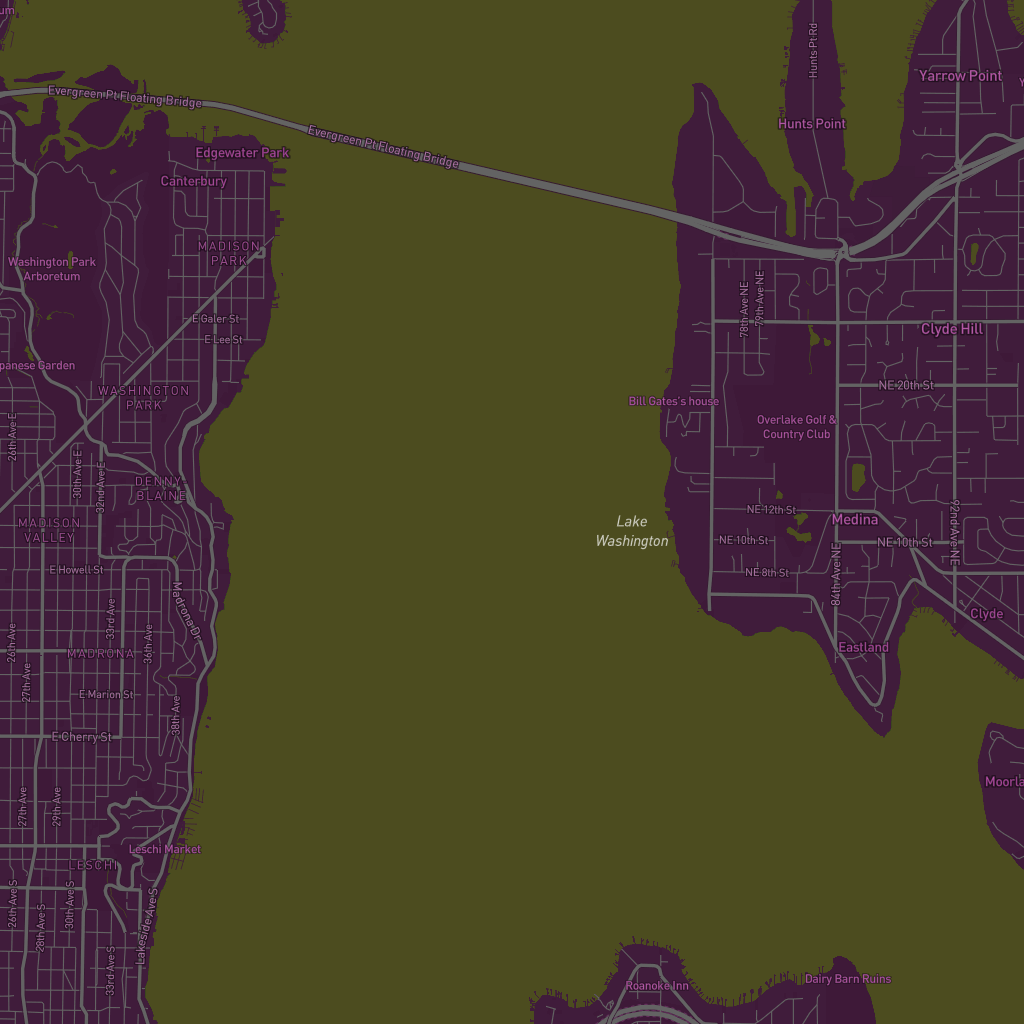 Evergreen Pt Floating Bridge
Evergreen Pt Floating Bridge
Hunts Pt Rd
Yarrow Point
Hunts Point
Edgewater Park
Canterbury
MADISON
PARK
Washington Park
Arboretum
E Galer St
E Lee St
78th Ave NE
79th Ave NE
Clyde Hill
panese Garden
WASHINGTON
PARK
NE 20th St
Bill Gates's house
Overlake Golf &
Country Club
26th Ave E
30th Ave E
32nd Ave E
DENNY-
BLAINE
MADISON
VALLEY
Lake
Washington
NE 12th St
Medina
NE 10th St
NE 10th St
92nd Ave NE
E Howell St
NE 8th St
84th Ave NE
Madrona Dr
33rd Ave
36th Ave
26th Ave
27th Ave
Clyde
MADRONA
Eastland
E Marion St
38th Ave
E Cherry St
27th Ave
29th Ave
Moorla
Leschi Market
LESCHI
26th Ave S
28th Ave S
30th Ave S
33rd Ave S
Lakeside Ave S
Roanoke Inn
Dairy Barn Ruins